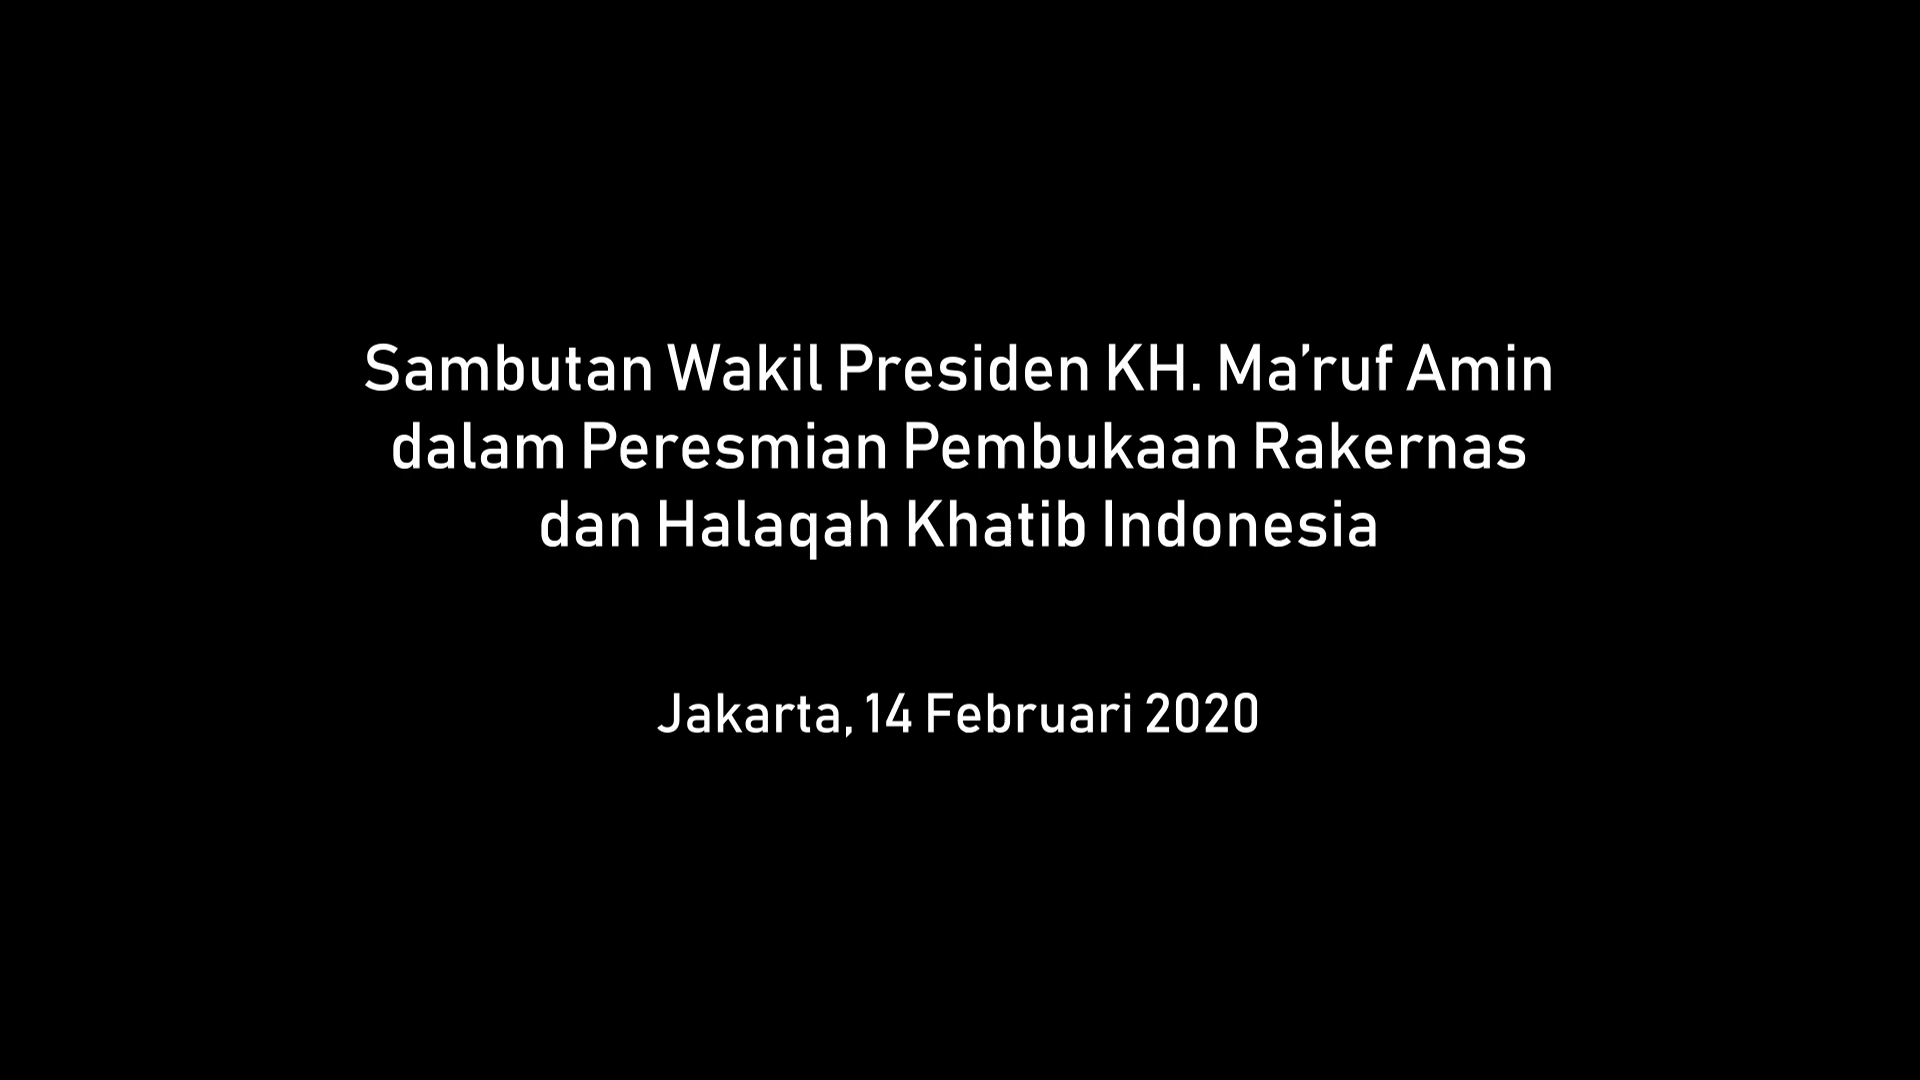 Sambutan Wakil Presiden KH. Ma’ruf Amin
dalam Peresmian Pembukaan Rakernas
dan Halaqah Khatib Indonesia
Jakarta, 14 Februari 2020